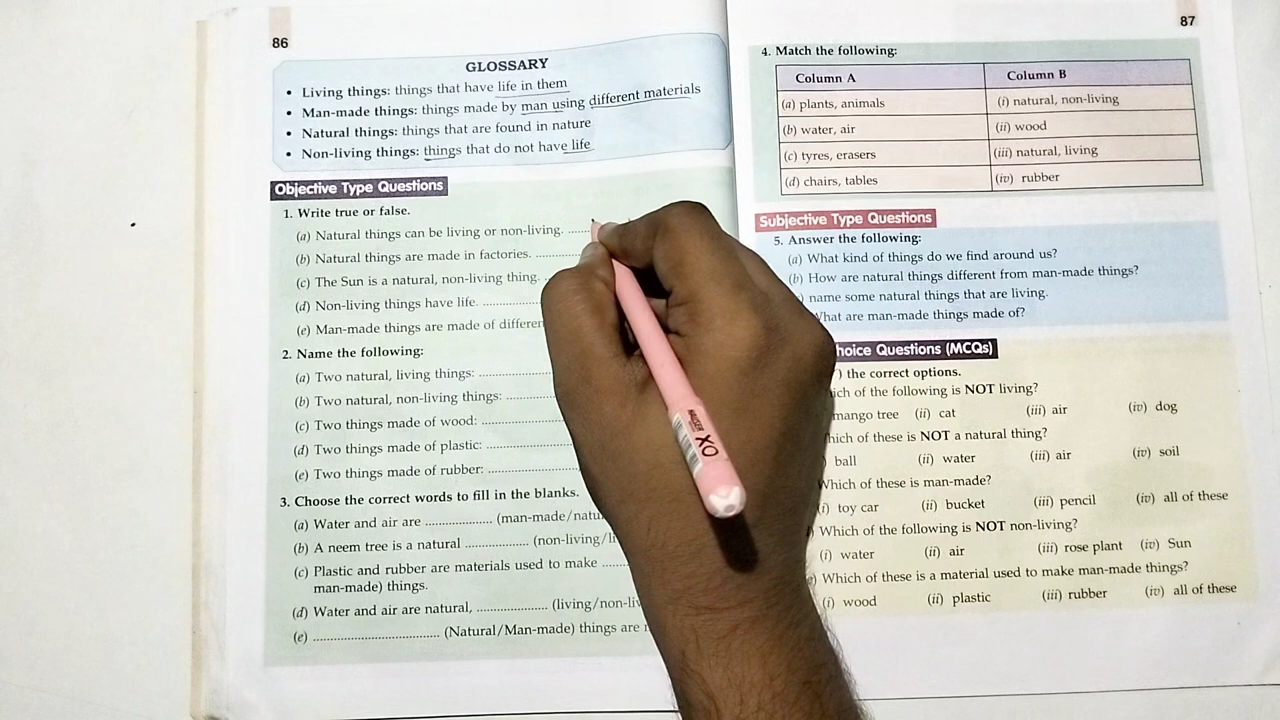 86
GLOSSARY
• Living things: things that have life in them
• Man-made things: things made by man using different materials
• Natural things: things that are found in nature
• Non-living things: things that do not have life
Objective Type Questions
1. Write true or false.
(a) Natural things can be living or non-living. ......
(b) Natural things are made in factories. ............
(c) The Sun is a natural, non-living thing. ..
(d) Non-living things have life. ................
(e) Man-made things are made of differen
2. Name the following:
(a) Two natural, living things: ....................
(b) Two natural, non-living things: .............
(c) Two things made of wood: ...................
(d) Two things made of plastic: ..................
(e) Two things made of rubber: ........................
3. Choose the correct words to fill in the blanks.
(a) Water and air are .................. (man-made/natu
(b) A neem tree is a natural ................. (non-living/li
(c) Plastic and rubber are materials used to make .......
man-made) things.
(d) Water and air are natural, ................... (living/non-liv
(e) .................................. (Natural/Man-made) things are
87
4. Match the following:
Column A Column B
(a) plants, animals (i) natural, non-living
(b) water, air (ii) wood
(c) tyres, erasers (iii) natural, living
(d) chairs, tables (iv) rubber
Subjective Type Questions
5. Answer the following:
(a) What kind of things do we find around us?
(b) How are natural things different from man-made things?
) name some natural things that are living.
What are man-made things made of?
hoice Questions (MCQs)
) the correct options.
ich of the following is NOT living?
mango tree (ii) cat (iii) air (iv) dog
hich of these is NOT a natural thing?
) ball (ii) water (iii) air (iv) soil
Which of these is man-made?
(i) toy car (ii) bucket (iii) pencil (iv) all of these
) Which of the following is NOT non-living?
(i) water (ii) air (iii) rose plant (iv) Sun
e) Which of these is a material used to make man-made things?
(i) wood (ii) plastic (iii) rubber (iv) all of these
HAUSER
XO